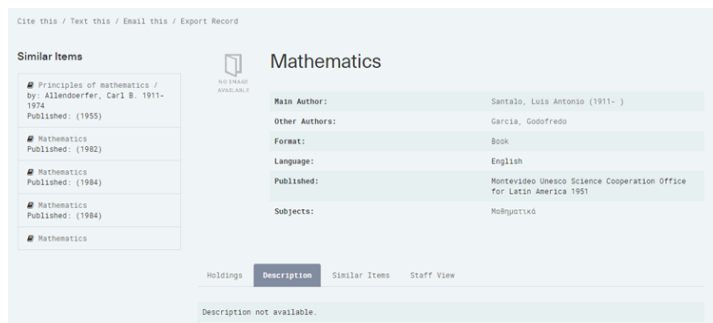 Cite this / Text this / Email this / Export Record
Similar Items
Principles of mathematics /
by: Allendoerfer, Carl B. 1911-
1974
Published: (1955)
Mathematics
Published: (1982)
Mathematics
Published: (1984)
Mathematics
Published: (1984)
Mathematics
NO IMAGE
AVAILABLE
Mathematics
Main Author: Santalo, Luis Antonio (1911- )
Other Authors: Garcia, Godofredo
Format: Book
Language: English
Published: Montevideo Unesco Science Cooperation Office
for Latin America 1951
Subjects: Μαθηματικά
Holdings Description Similar Items Staff View
Description not available.